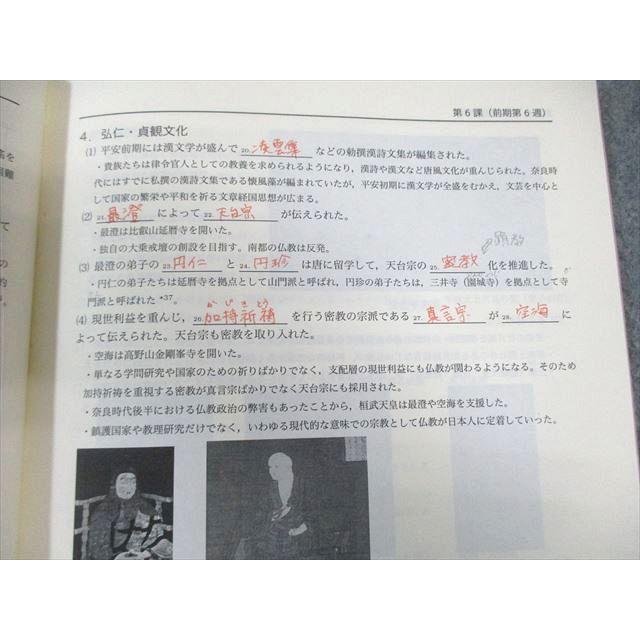 第6課（前期第6週）
4．弘仁・貞観文化
(1) 平安前期には漢文学が盛んで 20. 凌雲集 などの勅撰漢詩文集が編集された。
・貴族たちは律令官人としての教養を求められるようになり，漢詩や漢文など唐風文化が重んじられた。奈良時
代にはすでに私撰の漢詩文集である懐風藻が編まれていたが，平安初期に漢文学が全盛をむかえ，文芸を中心と
して国家の繁栄や平和を祈る文章経国思想が広まる。
(2) 21. 最澄 によって 22. 天台宗 が伝えられた。
・最澄は比叡山延暦寺を開いた。
・独自の大乗戒壇の創設を目指す。南都の仏教は反発。
顕教
(3) 最澄の弟子の 23. 円仁 と 24. 円珍 は唐に留学して，天台宗の 25. 密教 化を推進した。
・円仁の弟子たちは延暦寺を拠点として山門派と呼ばれ，円珍の弟子たちは，三井寺（園城寺）を拠点として寺
門派と呼ばれた *37。
かじきとう
(4) 現世利益を重んじ， 26. 加持祈祷 を行う密教の宗派である 27. 真言宗 が 28. 空海 に
よって伝えられた。天台宗も密教を取り入れた。
・空海は高野山金剛峯寺を開いた。
・単なる学問研究や国家のための祈りばかりでなく，支配層の現世利益にも仏教が関わるようになる。そのため
加持祈祷を重視する密教が真言宗ばかりでなく天台宗にも採用された。
・奈良時代後半における仏教政治の弊害もあったことから，桓武天皇は最澄や空海を支援した。
・鎮護国家や教理研究だけでなく，いわゆる現代的な意味での宗教として仏教が日本人に定着していった。